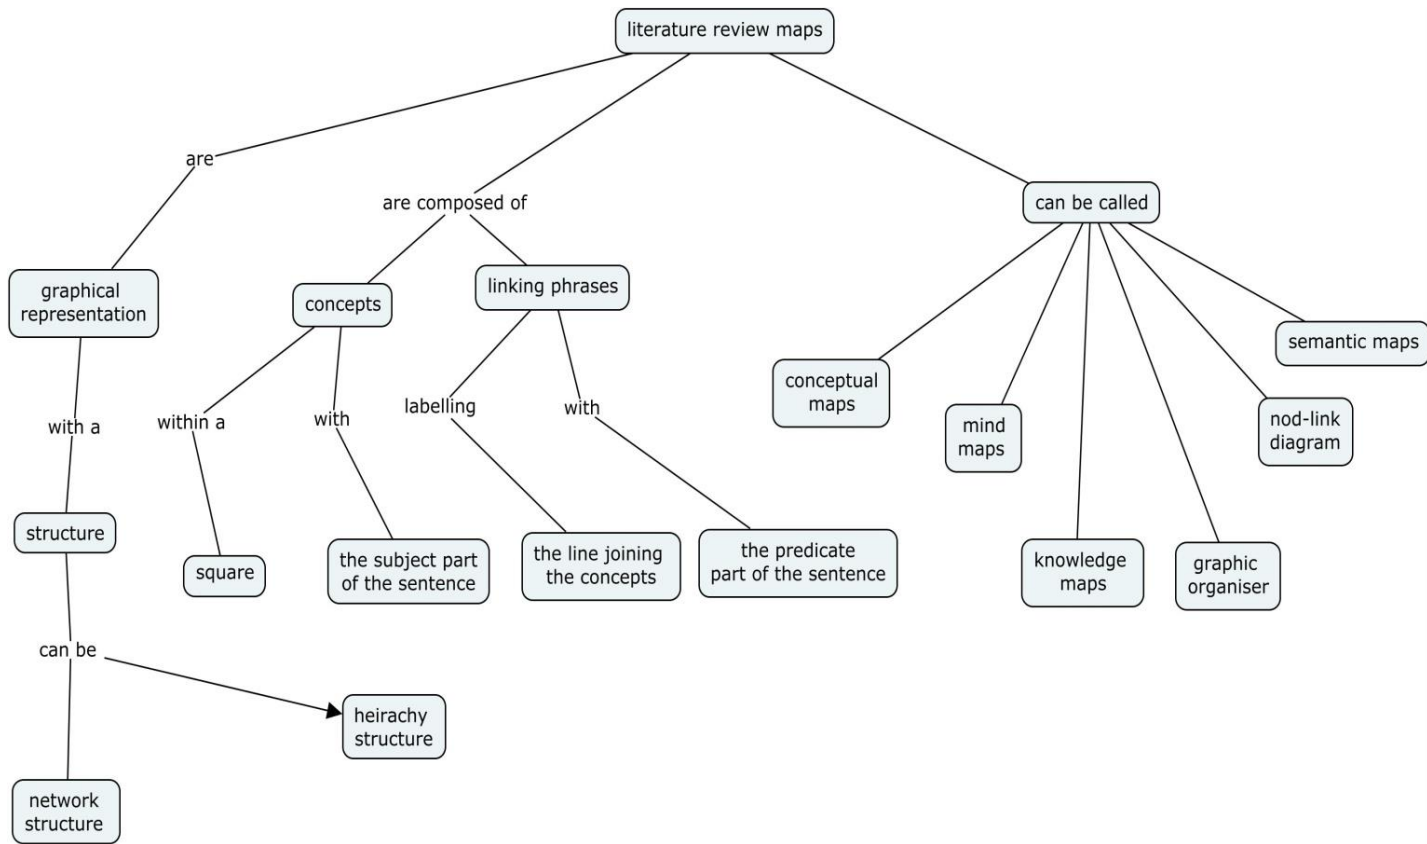 literature review maps
are
are composed of
can be called
graphical
representation
concepts
linking phrases
semantic maps
conceptual
maps
mind
maps
nod-link
diagram
with a
within a
with
labelling
with
structure
square
the subject part
of the sentence
the line joining
the concepts
the predicate
part of the sentence
knowledge
maps
graphic
organiser
can be
heirachy
structure
network
structure